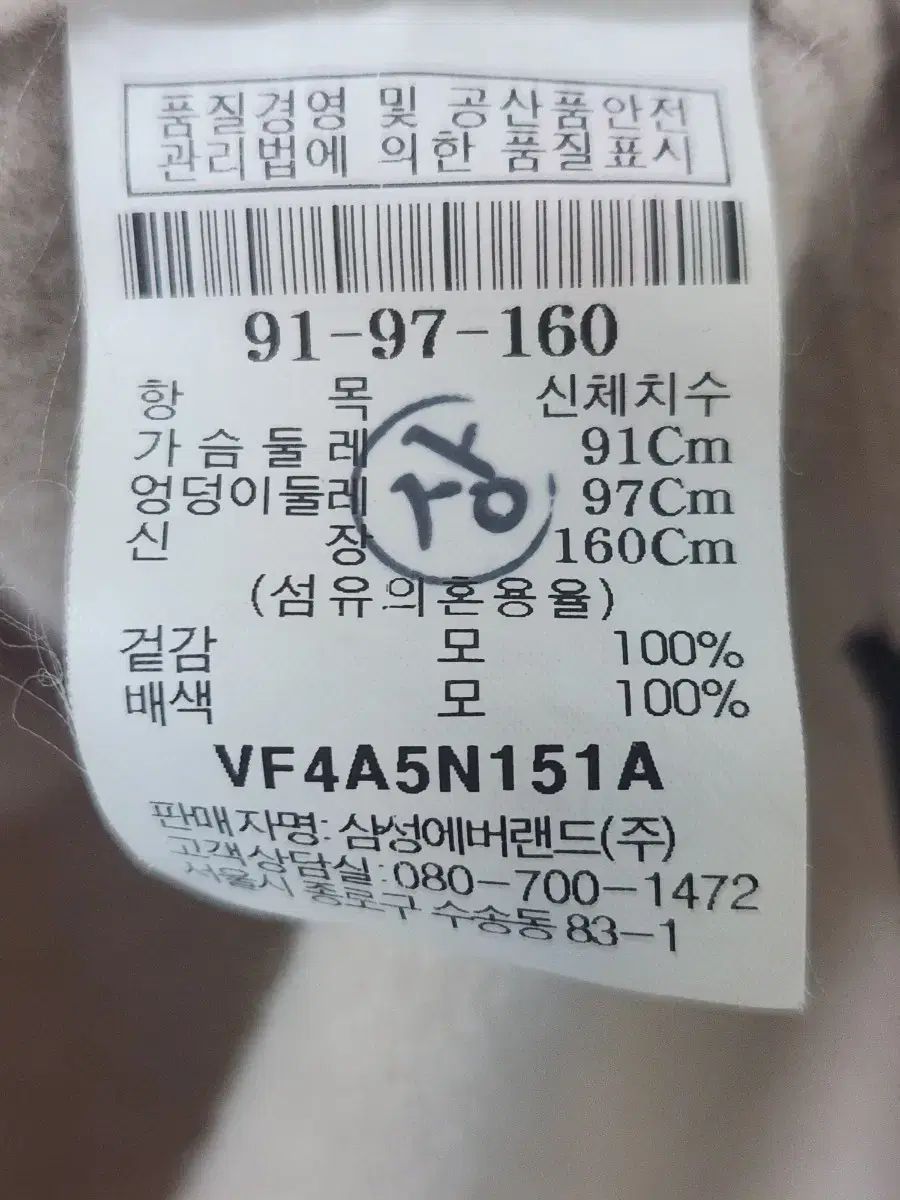 품질경영 및 공산품안전
관리법에 의한 품질표시
91-97-160
항 목 신체치수
가슴둘레 91Cm
엉덩이둘레 97Cm
신 장 160Cm
장
(섬유의혼용율)
겉감 모 100%
배색 모 100%
VF4A5N151A
판매자명: 삼성에버랜드(주)
고객상담실:080-700-1472
서울시 종로구 수송동 83-1